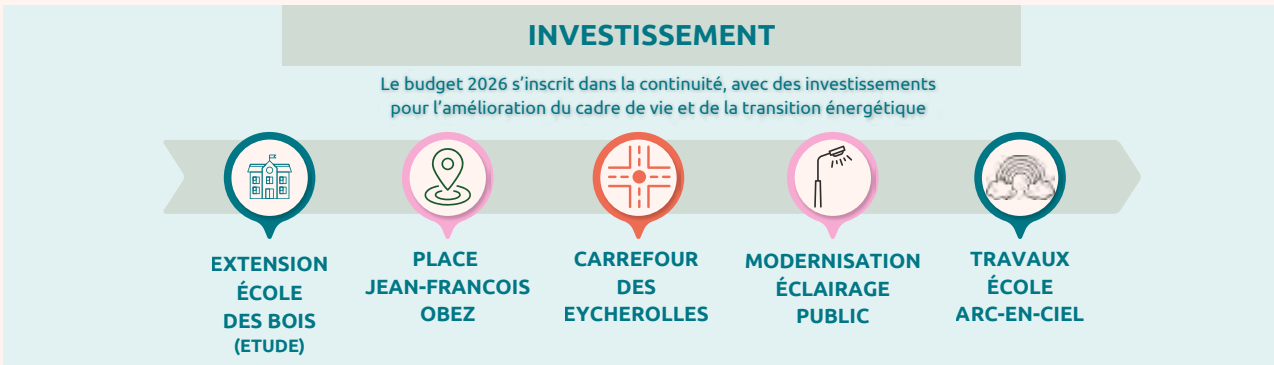 INVESTISSEMENT
Le budget 2026 s’inscrit dans la continuité, avec des investissements
pour l’amélioration du cadre de vie et de la transition énergétique
EXTENSION
ÉCOLE
DES BOIS
(ETUDE)
PLACE
JEAN-FRANCOIS
OBEZ
CARREFOUR
DES
EYCHEROLLES
MODERNISATION
ÉCLAIRAGE
PUBLIC
TRAVAUX
ÉCOLE
ARC-EN-CIEL